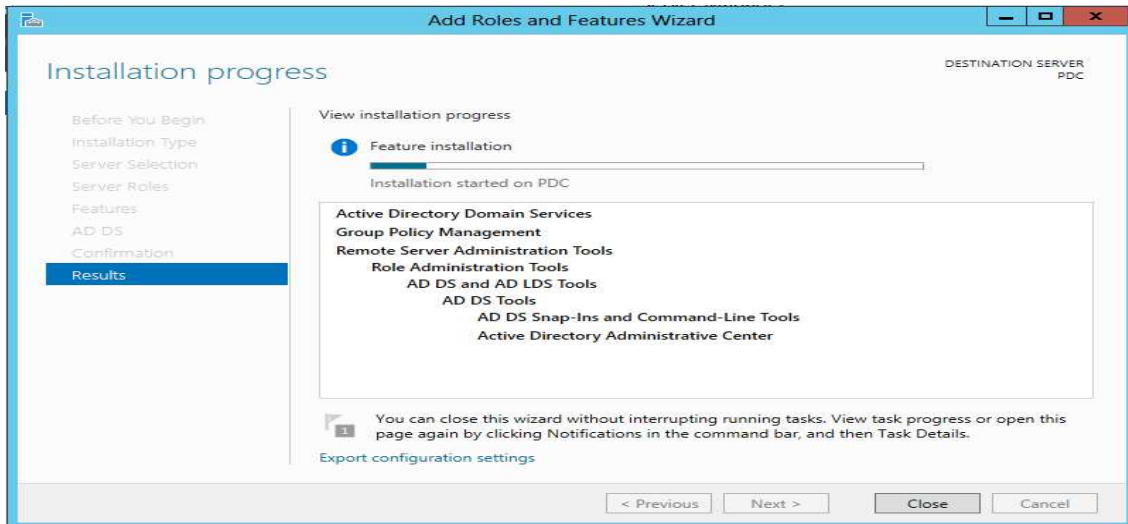 Add Roles and Features Wizard
Installation progress
DESTINATION SERVER
PDC
Before You Begin
Installation Type
Server Selection
Server Roles
Features
AD DS
Confirmation
Results
View installation progress
Feature installation
Installation started on PDC
Active Directory Domain Services
Group Policy Management
Remote Server Administration Tools
Role Administration Tools
AD DS and AD LDS Tools
AD DS Tools
AD DS Snap-Ins and Command-Line Tools
Active Directory Administrative Center
1
You can close this wizard without interrupting running tasks. View task progress or open this
page again by clicking Notifications in the command bar, and then Task Details.
Export configuration settings
< Previous
Next >
Close
Cancel